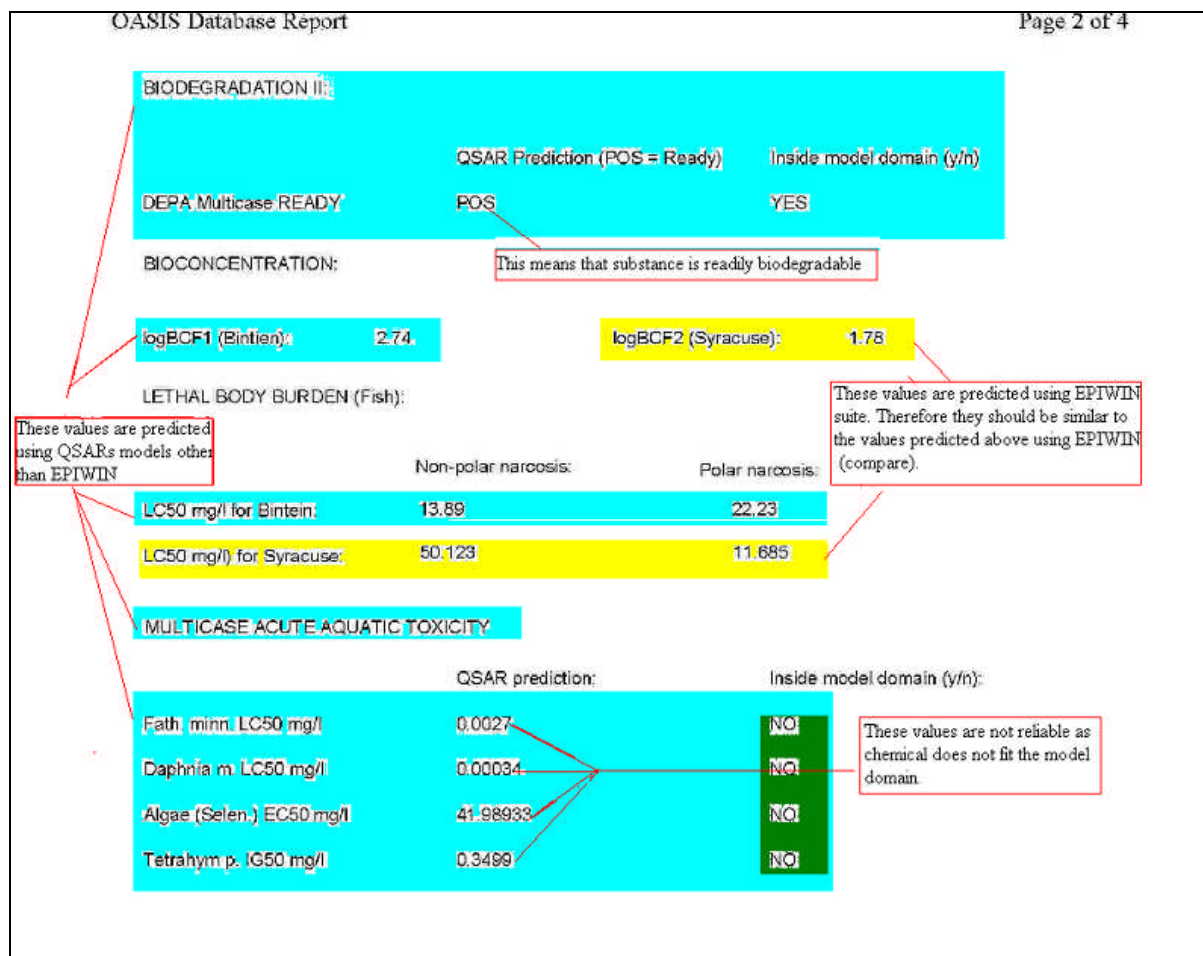 OASIS Database Report Page 2 of 4
BIODEGRADATION II:
QSAR Prediction (POS = Ready) Inside model domain (y/n)
DEPA Multicase READY POS YES
This means that substance is readily biodegradable
BIOCONCENTRATION:
logBCF1 (Bintien): 2.74. logBCF2 (Syracuse): 1.78
LETHAL BODY BURDEN (Fish):
These values are predicted
using QSARs models other
than EPIWIN
These values are predicted using EPIWIN
suite. Therefore they should be similar to
the values predicted above using EPIWIN
(compare).
Non-polar narcosis: Polar narcosis:
LC50 mg/l for Bintein: 13.89 22.23
LC50 mg/l) for Syracuse: 50.123 11.685
MULTICASE ACUTE AQUATIC TOXICITY
QSAR prediction: Inside model domain (y/n):
Fath. minn. LC50 mg/l 0.0027 NO
Daphnia m. LC50 mg/l 0.00034 NO
Algae (Selen.) EC50 mg/l 41.98933 NO
Tetrahym p. IG50 mg/l 0.3499 NO
These values are not reliable as
chemical does not fit the model
domain.